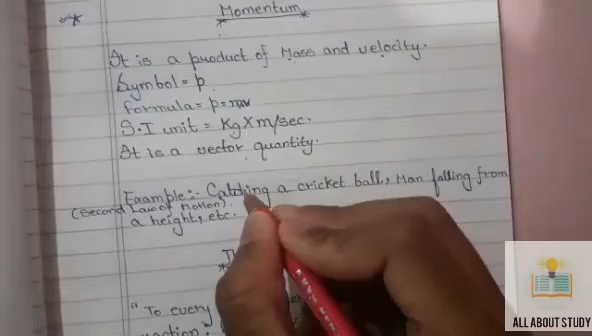 Momentum
It is a product of Mass and velocity.
Symbol = p
formula = p = mv
S.I unit = Kg X m/sec.
It is a vector quantity.
Example:- Catching a cricket ball, Man falling from
(Second Law of Motion).
a height, etc.
"To every
action."
ALL ABOUT STUDY